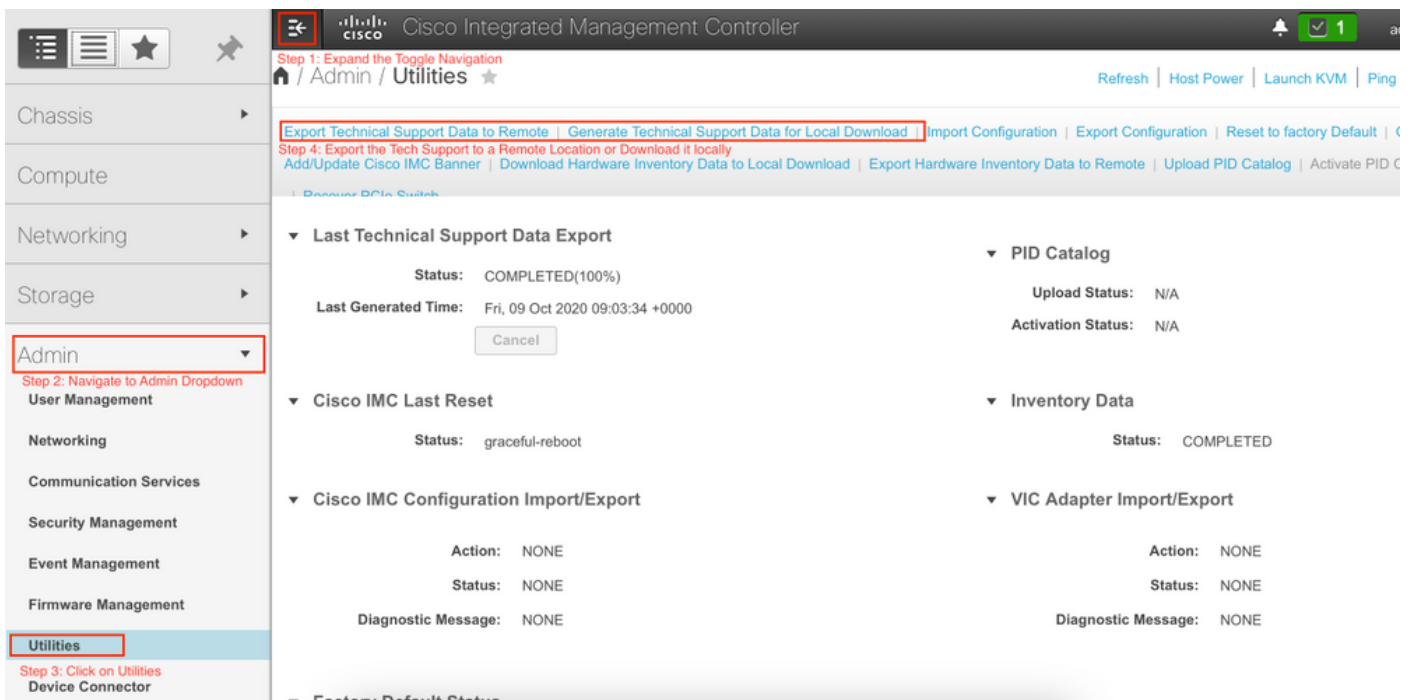 cisco Cisco Integrated Management Controller 1
Step 1: Expand the Toggle Navigation
/ Admin / Utilities
Refresh | Host Power | Launch KVM | Ping
Chassis
Compute
Networking
Storage
Admin
Step 2: Navigate to Admin Dropdown
User Management
Networking
Communication Services
Security Management
Event Management
Firmware Management
Utilities
Step 3: Click on Utilities
Device Connector
Export Technical Support Data to Remote | Generate Technical Support Data for Local Download | Import Configuration | Export Configuration | Reset to factory Default |
Step 4: Export the Tech Support to a Remote Location or Download it locally
Add/Update Cisco IMC Banner | Download Hardware Inventory Data to Local Download | Export Hardware Inventory Data to Remote | Upload PID Catalog | Activate PID
| Recover PCIe Switch
Last Technical Support Data Export
Status: COMPLETED(100%)
Last Generated Time: Fri, 09 Oct 2020 09:03:34 +0000
Cancel
PID Catalog
Upload Status: N/A
Activation Status: N/A
Cisco IMC Last Reset
Status: graceful-reboot
Inventory Data
Status: COMPLETED
Cisco IMC Configuration Import/Export
Action: NONE
Status: NONE
Diagnostic Message: NONE
VIC Adapter Import/Export
Action: NONE
Status: NONE
Diagnostic Message: NONE
Factory Default Status